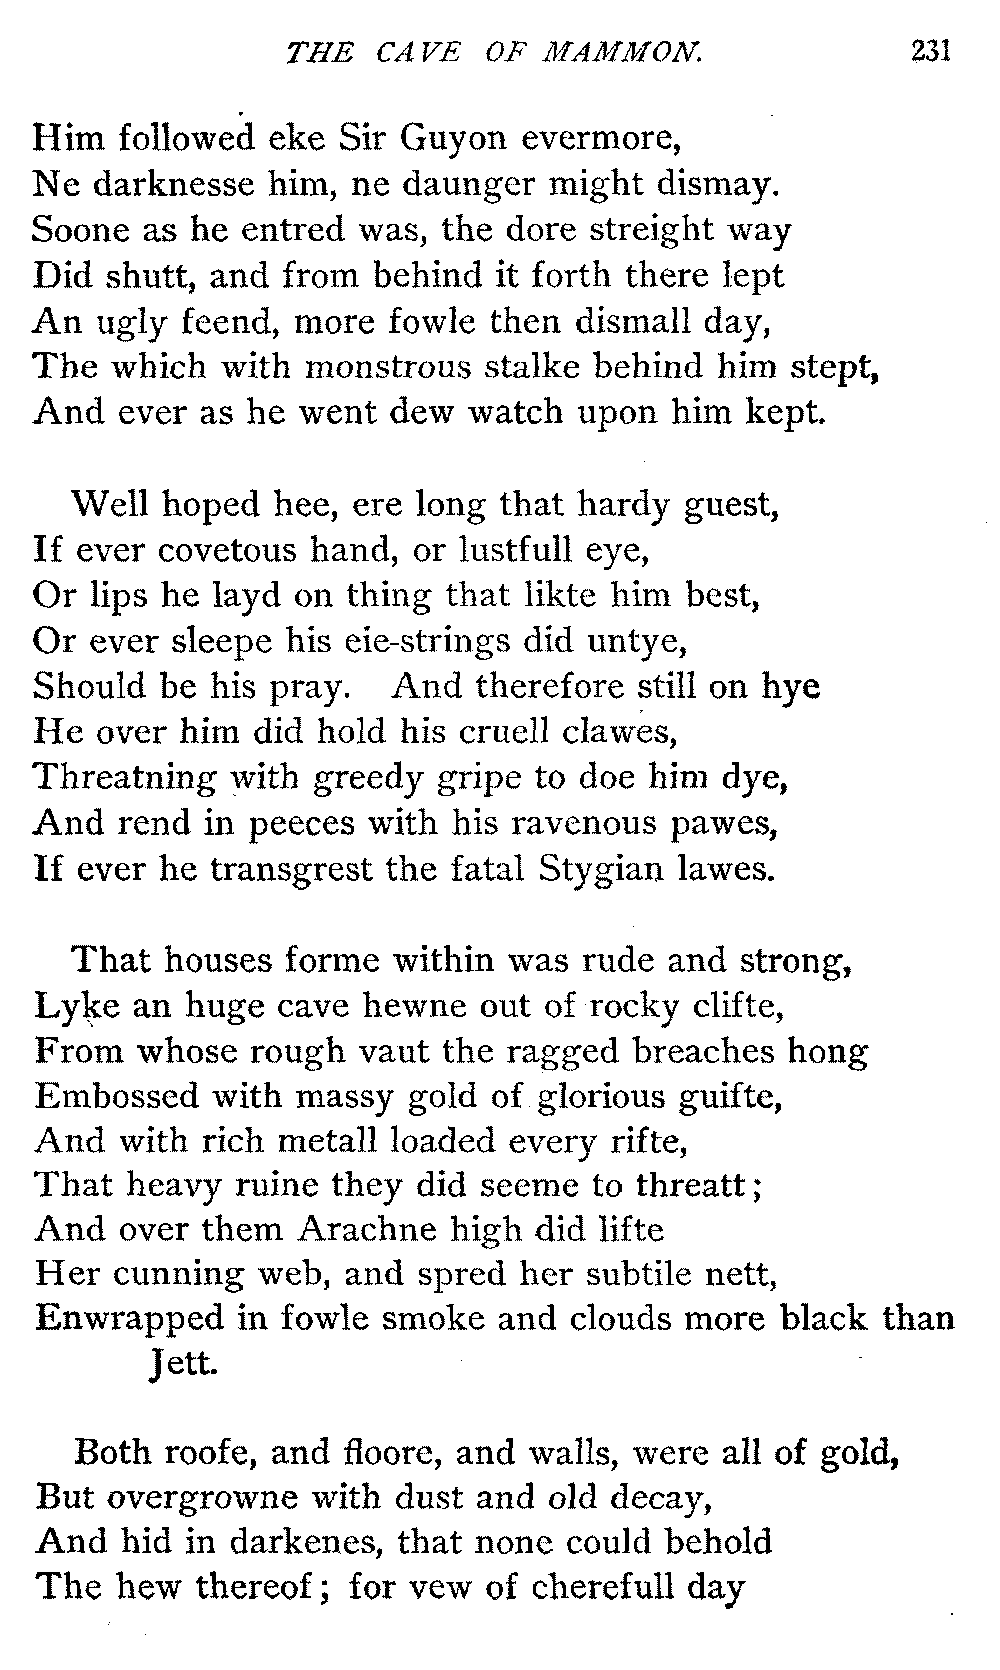 THE CAVE OF MAMMON. 231
Him followed eke Sir Guyon evermore,
Ne darknesse him, ne daunger might dismay.
Soone as he entred was, the dore streight way
Did shutt, and from behind it forth there lept
An ugly feend, more fowle then dismall day,
The which with monstrous stalke behind him stept,
And ever as he went dew watch upon him kept.
Well hoped hee, ere long that hardy guest,
If ever covetous hand, or lustfull eye,
Or lips he layd on thing that likte him best,
Or ever sleepe his eie-strings did untye,
Should be his pray. And therefore still on hye
He over him did hold his cruell clawes,
Threatning with greedy gripe to doe him dye,
And rend in peeces with his ravenous pawes,
If ever he transgrest the fatal Stygian lawes.
That houses forme within was rude and strong,
Lyke an huge cave hewne out of rocky clifte,
From whose rough vaut the ragged breaches hong
Embossed with massy gold of glorious guifte,
And with rich metall loaded every rifte,
That heavy ruine they did seeme to threatt;
And over them Arachne high did lifte
Her cunning web, and spred her subtile nett,
Enwrapped in fowle smoke and clouds more black than
Jett.
Both roofe, and floore, and walls, were all of gold,
But overgrowne with dust and old decay,
And hid in darkenes, that none could behold
The hew thereof; for vew of cherefull day